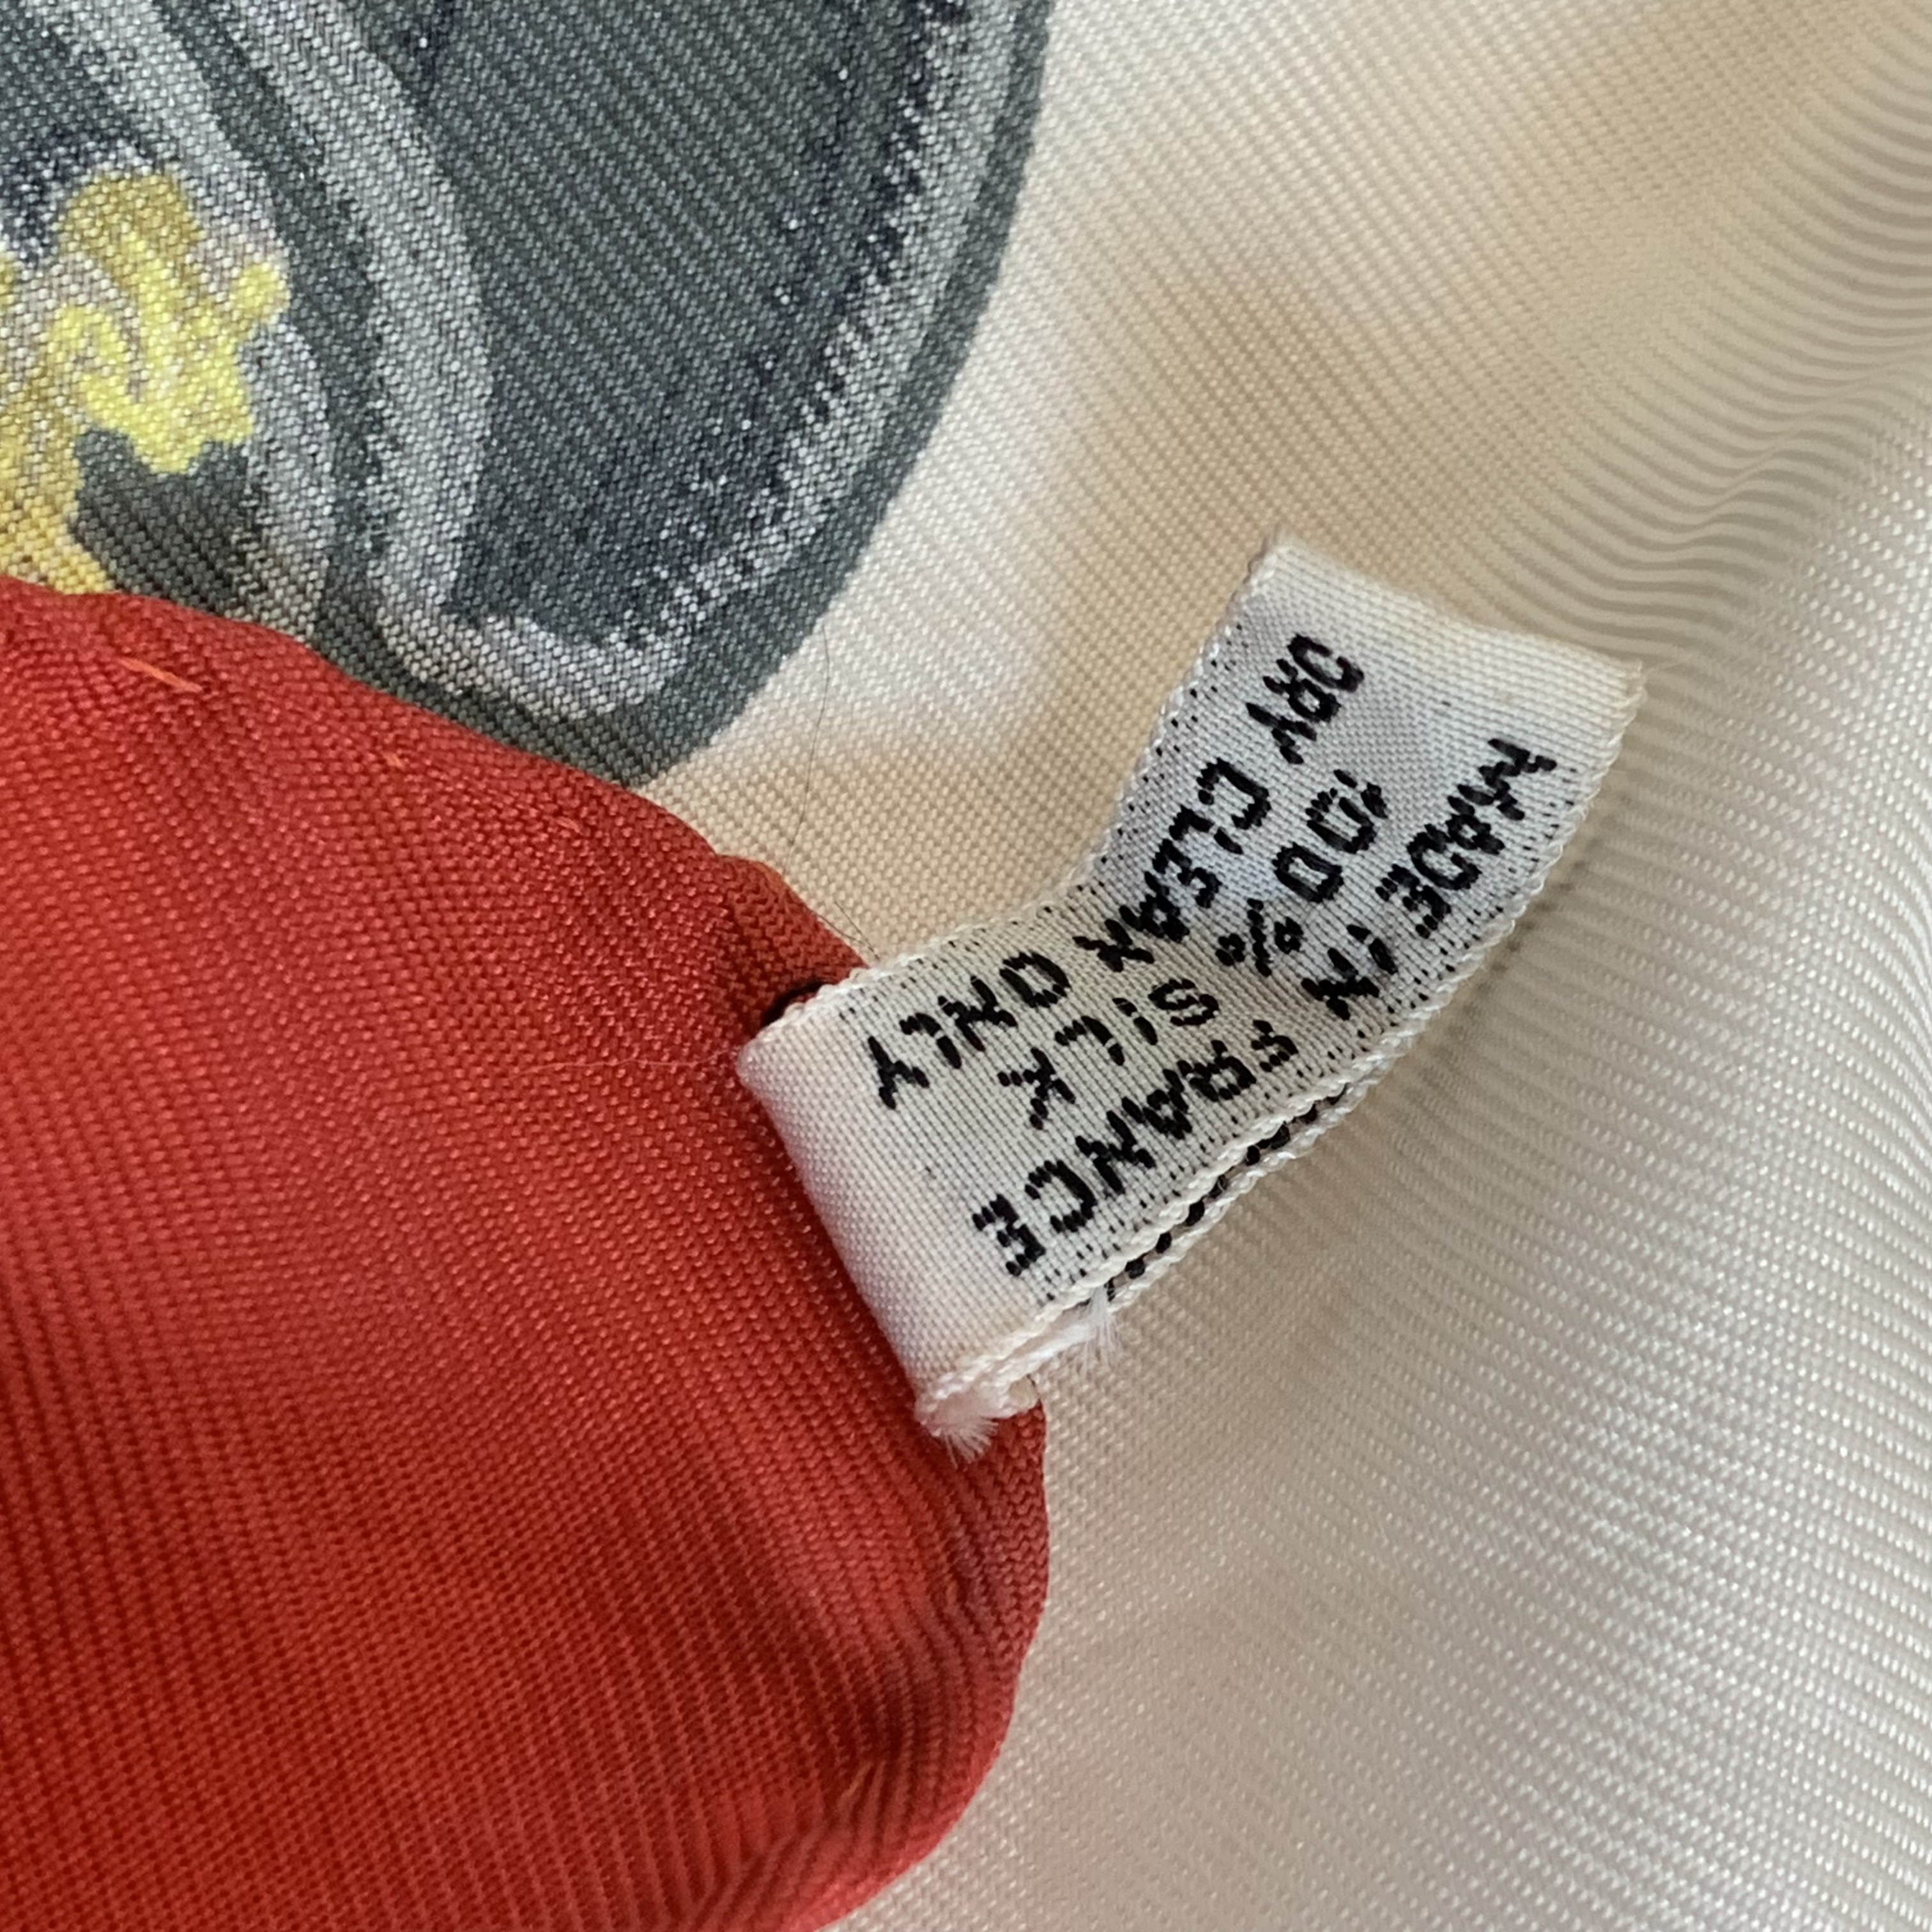 MADE IN FRANCE
100% SILK
DRY CLEAN ONLY